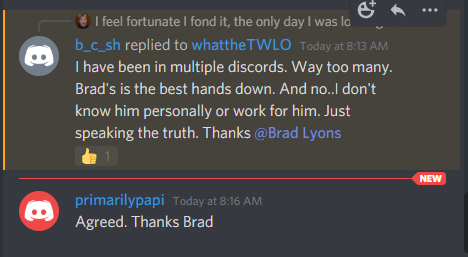 I feel fortunate I fond it, the only day I was lo
b_c_sh replied to whattheTWLO Today at 8:13 AM
I have been in multiple discords. Way too many.
Brad's is the best hands down. And no..I don't
know him personally or work for him. Just
speaking the truth. Thanks @Brad Lyons
👍 1
NEW
primarilypapi Today at 8:16 AM
Agreed. Thanks Brad